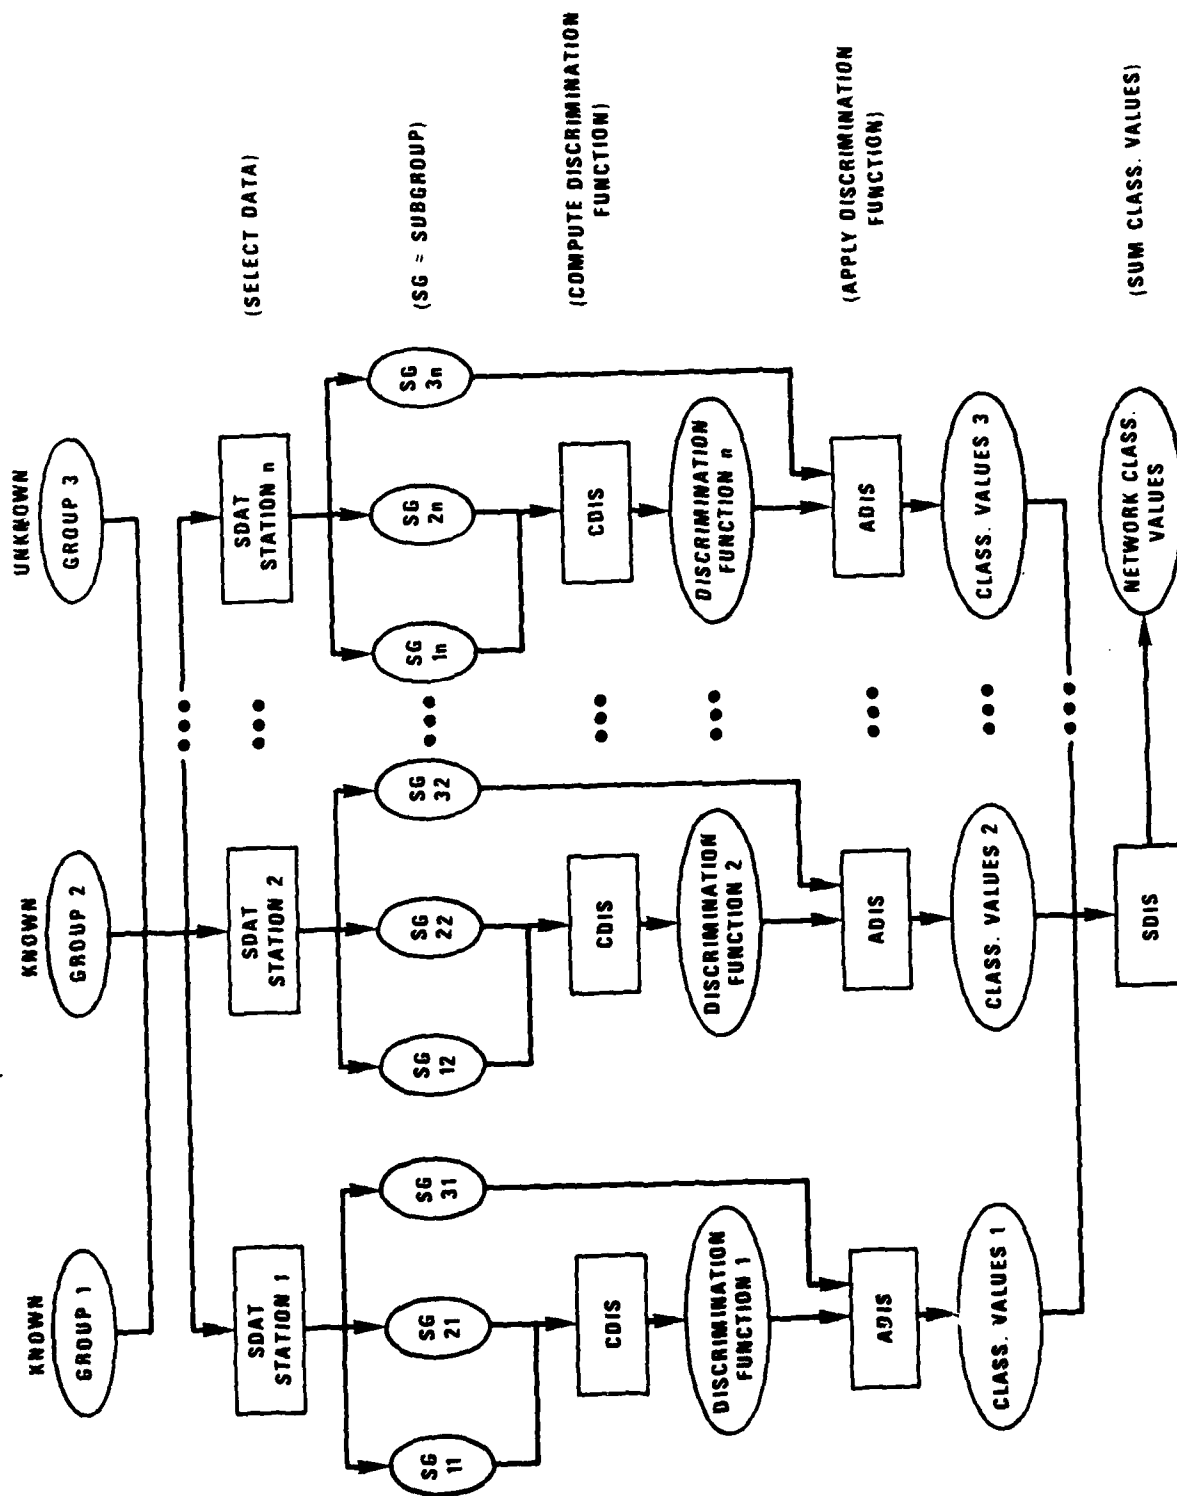 KNOWN
GROUP 1
KNOWN
GROUP 2
UNKNOWN
GROUP 3
SDAT
STATION 1
SDAT
STATION 2
SDAT
STATION n
(SELECT DATA)
SG
11
SG
21
SG
31
SG
12
SG
22
SG
32
SG
1n
SG
2n
SG
3n
(SG = SUBGROUP)
CDIS
CDIS
CDIS
(COMPUTE DISCRIMINATION
FUNCTION)
DISCRIMINATION
FUNCTION 1
DISCRIMINATION
FUNCTION 2
DISCRIMINATION
FUNCTION n
ADIS
ADIS
ADIS
(APPLY DISCRIMINATION
FUNCTION)
CLASS. VALUES 1
CLASS. VALUES 2
CLASS. VALUES 3
SDIS
NETWORK CLASS.
VALUES
(SUM CLASS. VALUES)